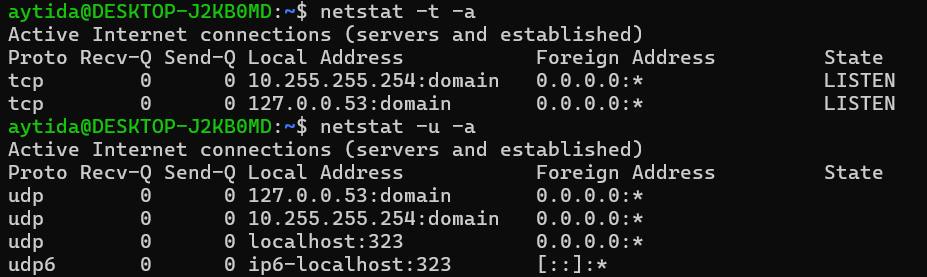 aytida@DESKTOP-J2KB0MD:~$ netstat -t -a
Active Internet connections (servers and established)
Proto Recv-Q Send-Q Local Address           Foreign Address         State
tcp        0      0 10.255.255.254:domain   0.0.0.0:*               LISTEN
tcp        0      0 127.0.0.53:domain       0.0.0.0:*               LISTEN
aytida@DESKTOP-J2KB0MD:~$ netstat -u -a
Active Internet connections (servers and established)
Proto Recv-Q Send-Q Local Address           Foreign Address         State
udp        0      0 127.0.0.53:domain       0.0.0.0:*
udp        0      0 10.255.255.254:domain   0.0.0.0:*
udp        0      0 localhost:323           0.0.0.0:*
udp6       0      0 ip6-localhost:323       [::]:*